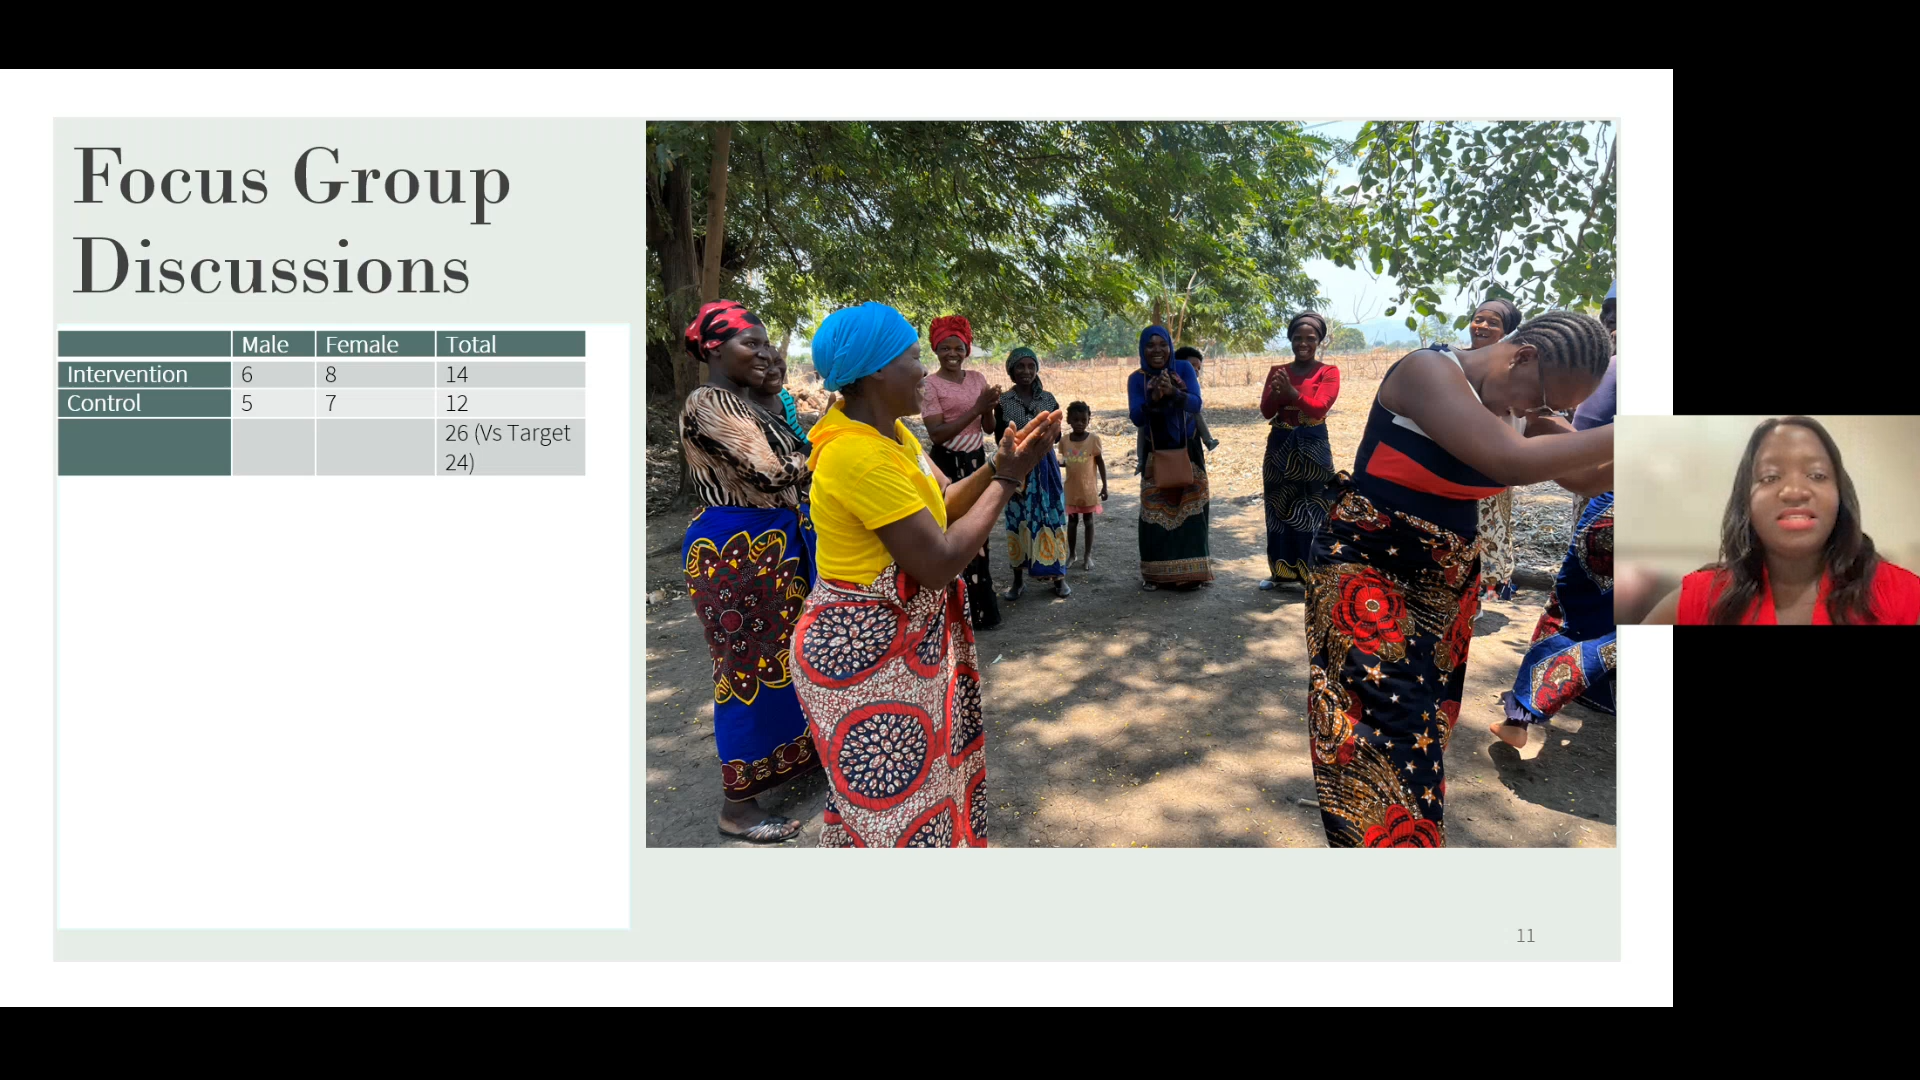 Focus Group
Discussions
Male Female Total
Intervention 6 8 14
Control 5 7 12
26 (Vs Target
24)
11